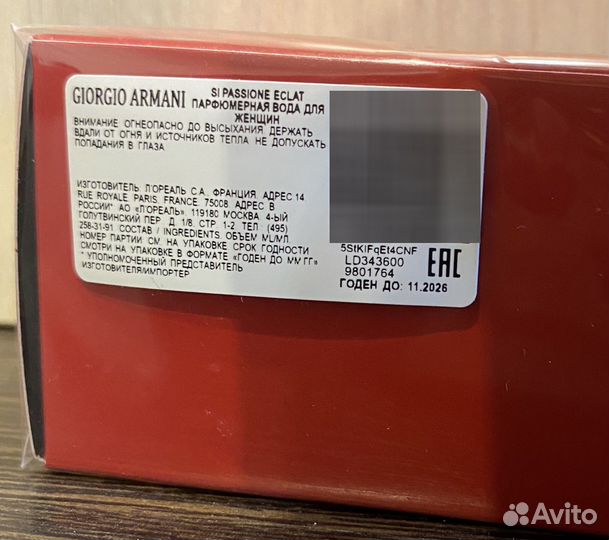 GIORGIO ARMANI
SI PASSIONE ECLAT
ПАРФЮМЕРНАЯ ВОДА ДЛЯ
ЖЕНЩИН
ВНИМАНИЕ ОГНЕОПАСНО ДО ВЫСЫХАНИЯ ДЕРЖАТЬ
ВДАЛИ ОТ ОГНЯ И ИСТОЧНИКОВ ТЕПЛА НЕ ДОПУСКАТЬ
ПОПАДАНИЯ В ГЛАЗА
ИЗГОТОВИТЕЛЬ Л'ОРЕАЛЬ С.А., ФРАНЦИЯ, АДРЕС 14
RUE ROYALE, PARIS, FRANCE, 75008 АДРЕС В
РОССИИ* АО «Л'ОРЕАЛЬ», 119180 МОСКВА 4-ЫЙ
ГОЛУТВИНСКИЙ ПЕР Д. 1/8 СТР. 1-2 ТЕЛ (495)
258-31-91. СОСТАВ / INGREDIENTS. ОБЪЕМ ML/МЛ.
НОМЕР ПАРТИИ СМ. НА УПАКОВКЕ СРОК ГОДНОСТИ
СМОТРИ НА УПАКОВКЕ В ФОРМАТЕ «ГОДЕН ДО ММ ГГ»
* УПОЛНОМОЧЕННЫЙ ПРЕДСТАВИТЕЛЬ
ИЗГОТОВИТЕЛЯ/ИМПОРТЕР
5StKiFqEt4CNF
LD343600
9801764
ГОДЕН ДО: 11.2026
EAC
Avito